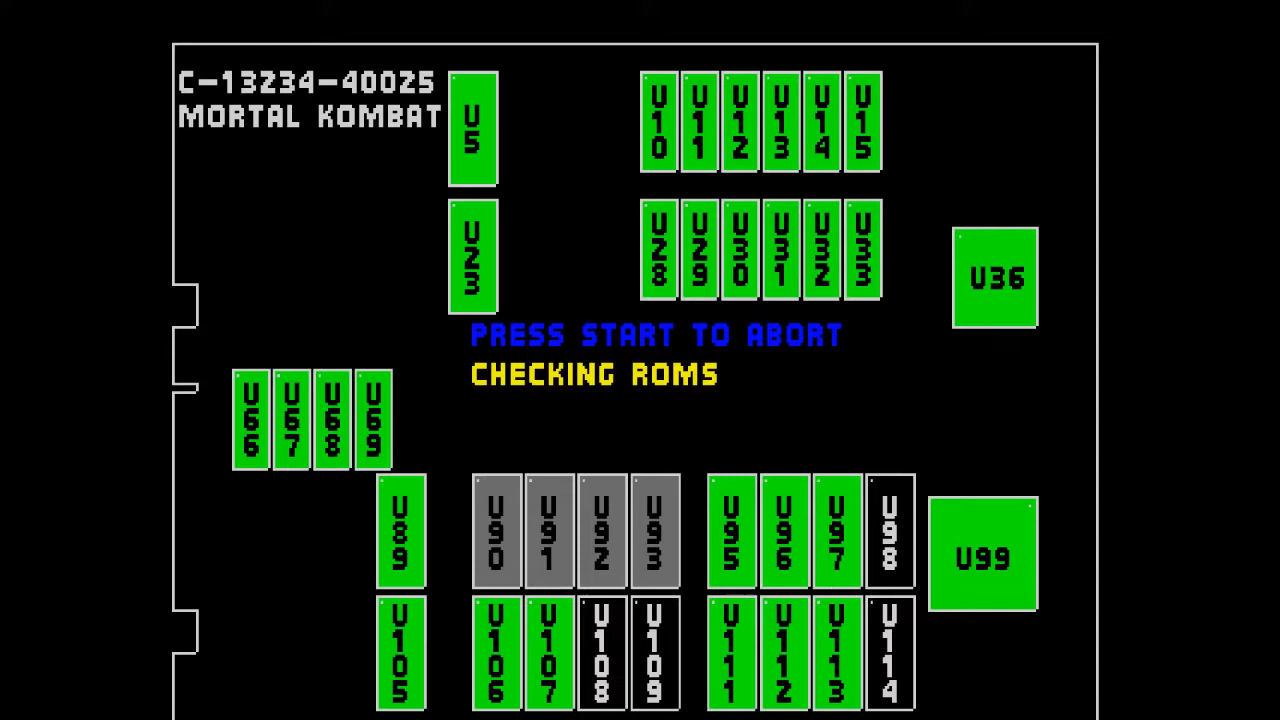 C-13234-40025
MORTAL KOMBAT
U5
U10 U11 U12 U13 U14 U15
U23
U28 U29 U30 U31 U32 U33
U36
PRESS START TO ABORT
CHECKING ROMS
U66 U67 U68 U69
U89
U90 U91 U92 U93
U95 U96 U97 U98
U99
U105
U106 U107 U108 U109
U111 U112 U113 U114